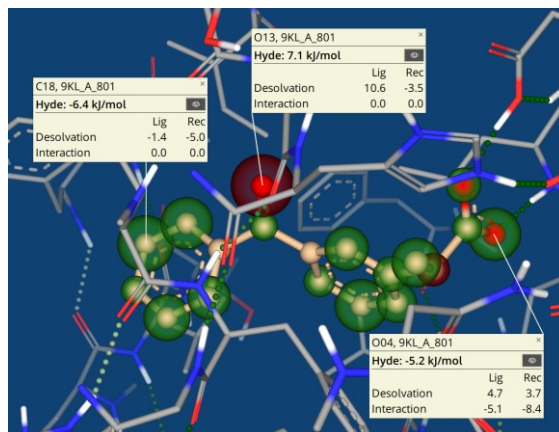 O13, 9KL_A_801 ×
Hyde: 7.1 kJ/mol
Lig Rec
Desolvation 10.6 -3.5
Interaction 0.0 0.0
C18, 9KL_A_801 ×
Hyde: -6.4 kJ/mol
Lig Rec
Desolvation -1.4 -5.0
Interaction 0.0 0.0
O04, 9KL_A_801 ×
Hyde: -5.2 kJ/mol
Lig Rec
Desolvation 4.7 3.7
Interaction -5.1 -8.4